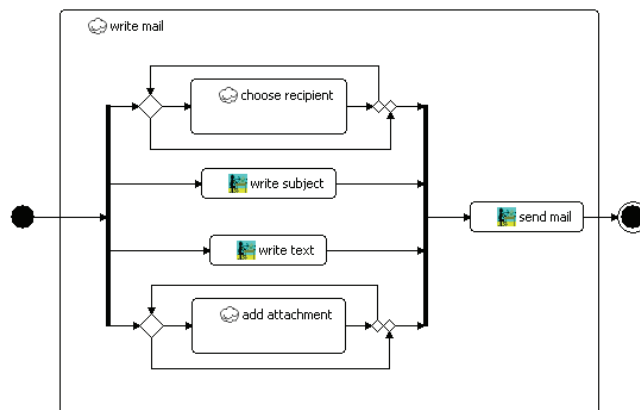 write mail
choose recipient
write subject
send mail
write text
add attachment